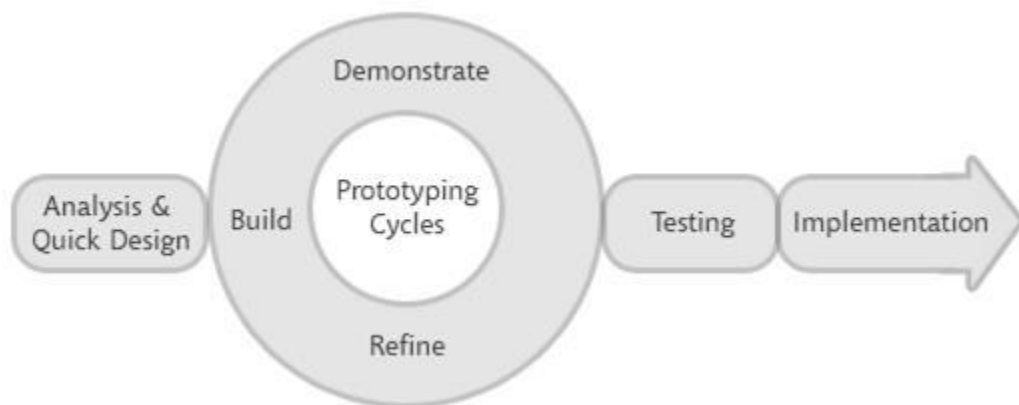 Analysis &
Quick Design
Build
Demonstrate
Prototyping
Cycles
Refine
Testing
Implementation